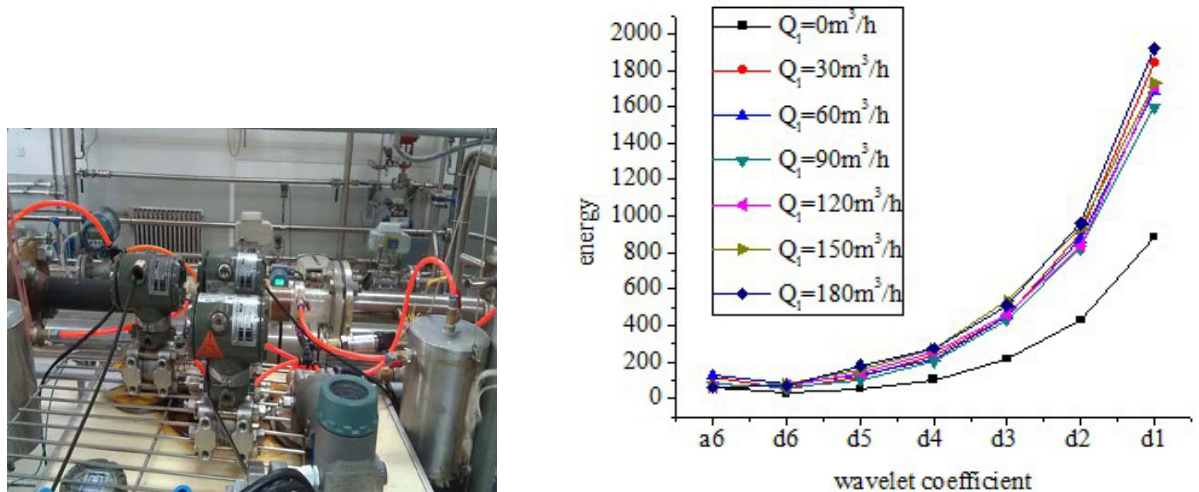 2000
1800
1600
1400
1200
1000
800
600
400
200
0
energy
Q₁=0m³/h
Q₁=30m³/h
Q₁=60m³/h
Q₁=90m³/h
Q₁=120m³/h
Q₁=150m³/h
Q₁=180m³/h
a6 d6 d5 d4 d3 d2 d1
wavelet coefficient